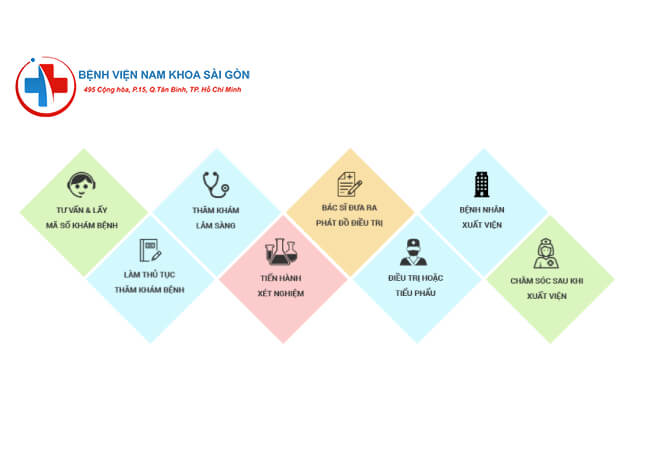 BỆNH VIỆN NAM KHOA SÀI GÒN
495 Cộng hòa, P.15, Q.Tân Bình, TP. Hồ Chí Minh
TƯ VẤN & LẤY
MÃ SỐ KHÁM BỆNH
LÀM THỦ TỤC
THĂM KHÁM BỆNH
THĂM KHÁM
LÂM SÀNG
TIẾN HÀNH
XÉT NGHIỆM
BÁC SĨ ĐƯA RA
PHÁT ĐỒ ĐIỀU TRỊ
ĐIỀU TRỊ HOẶC
TIỂU PHẨU
BỆNH NHÂN
XUẤT VIỆN
CHĂM SÓC SAU KHI
XUẤT VIỆN